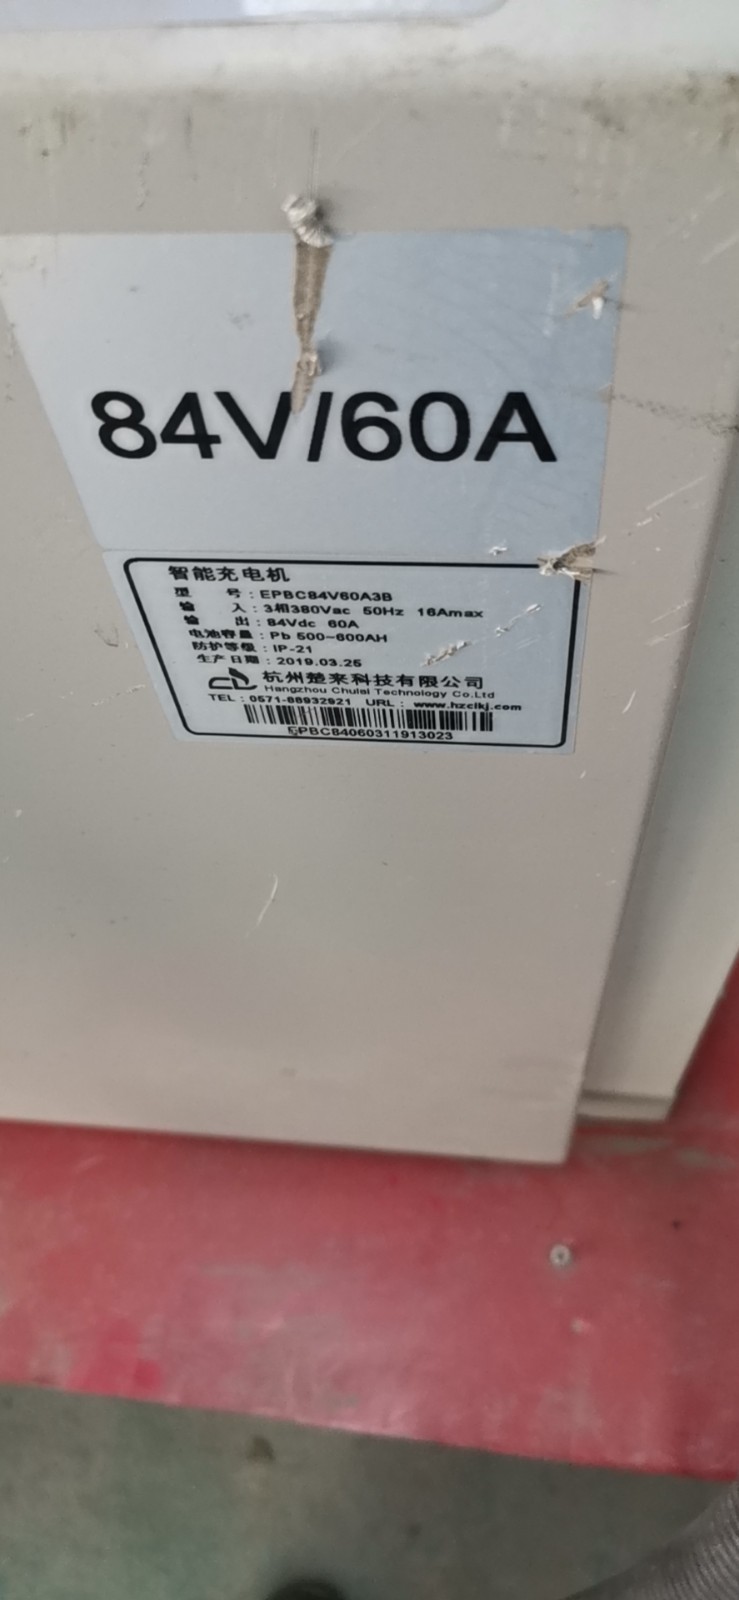 84V/60A
智能充电机
型 号：EPBC84V60A3B
输 入：3相380Vac 50Hz 16Amax
输 出：84Vdc 60A
电池容量：Pb 500~600AH
防护等级：IP-21
生产日期：2019.03.25
杭州楚来科技有限公司
Hangzhou Chulai Technology Co.Ltd
TEL：0571-88932921 URL：www.hzclkj.com
EPBC84060311913023